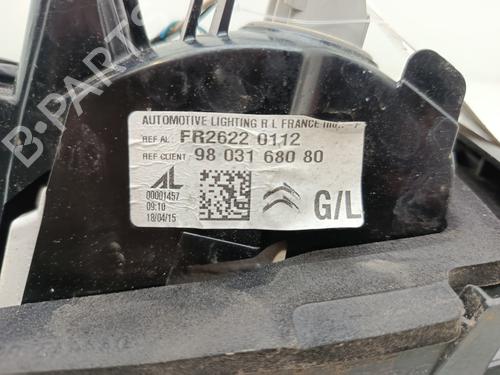 B-PARTS
AUTOMOTIVE LIGHTING R L FRANCE
REF AL. FR2622 0112
REF CLIENT 98 031 680 80
AL
00001457
09:10
18/04/15
G/L